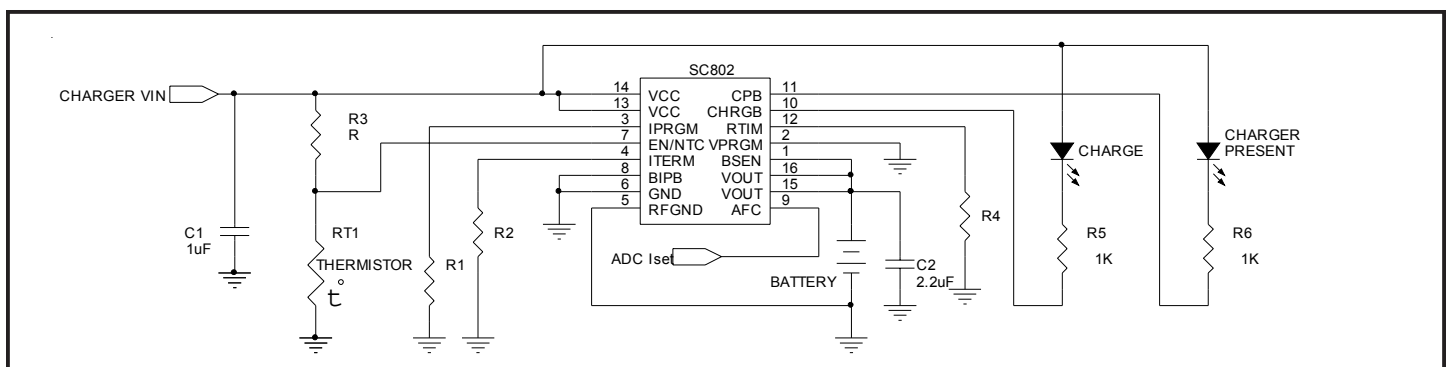 SC802
CHARGER VIN
14 VCC CPB 11
13 VCC CHRGB 10
3 IPRGM RTIM 12
7 EN/NTC VPRGM 2
4 ITERM BSEN 1
8 BIPB VOUT 16
6 GND VOUT 15
5 RFGND AFC 9
R3
R
CHARGE
CHARGER
PRESENT
C1
1uF
RT1
THERMISTOR
t°
R1
R2
ADC Iset
BATTERY
C2
2.2uF
R4
R5
1K
R6
1K